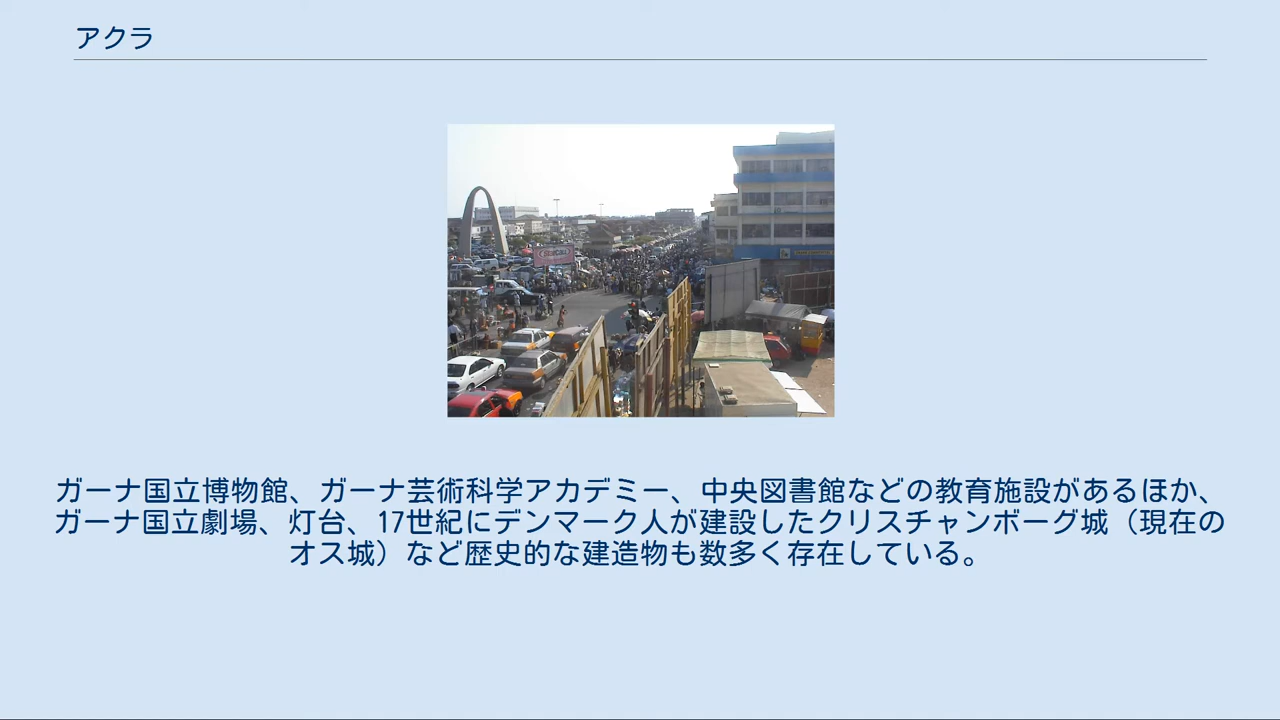 アクラ
ガーナ国立博物館、ガーナ芸術科学アカデミー、中央図書館などの教育施設があるほか、
ガーナ国立劇場、灯台、17世紀にデンマーク人が建設したクリスチャンボーグ城（現在の
オス城）など歴史的な建造物も数多く存在している。